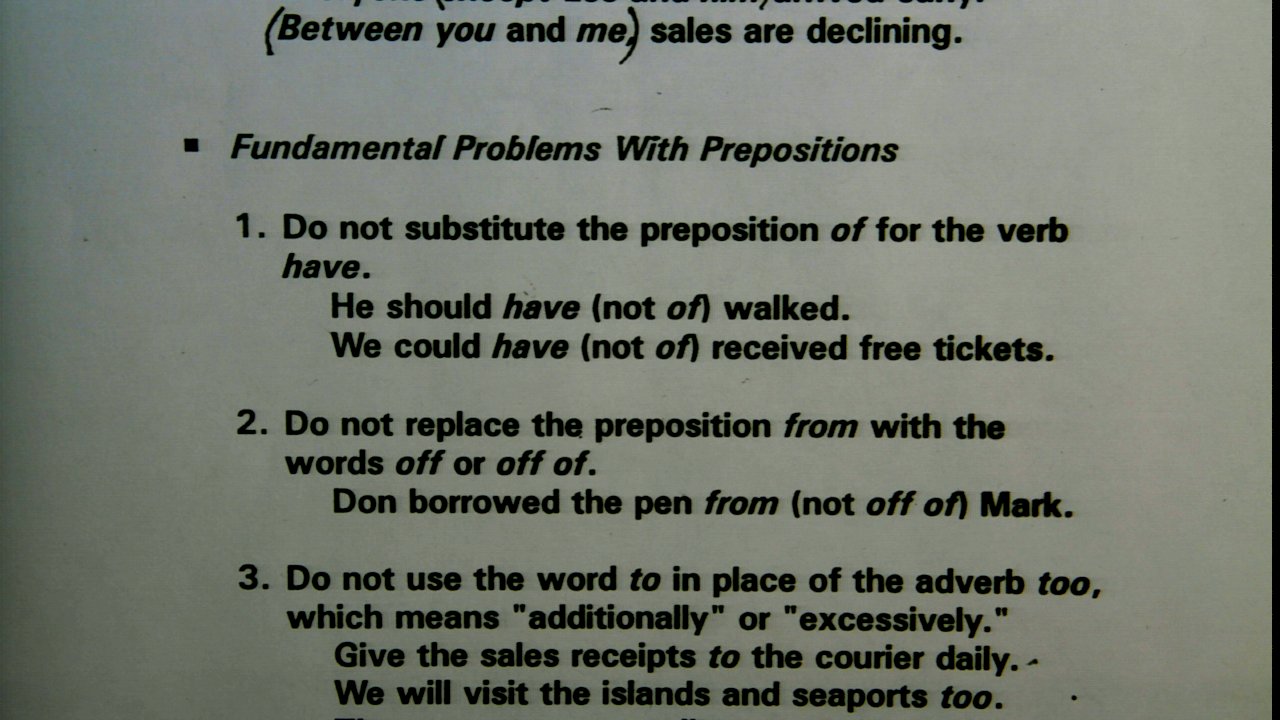 (Between you and me,) sales are declining.
■ Fundamental Problems With Prepositions
1. Do not substitute the preposition of for the verb
have.
He should have (not of) walked.
We could have (not of) received free tickets.
2. Do not replace the preposition from with the
words off or off of.
Don borrowed the pen from (not off of) Mark.
3. Do not use the word to in place of the adverb too,
which means "additionally" or "excessively."
Give the sales receipts to the courier daily.
We will visit the islands and seaports too.